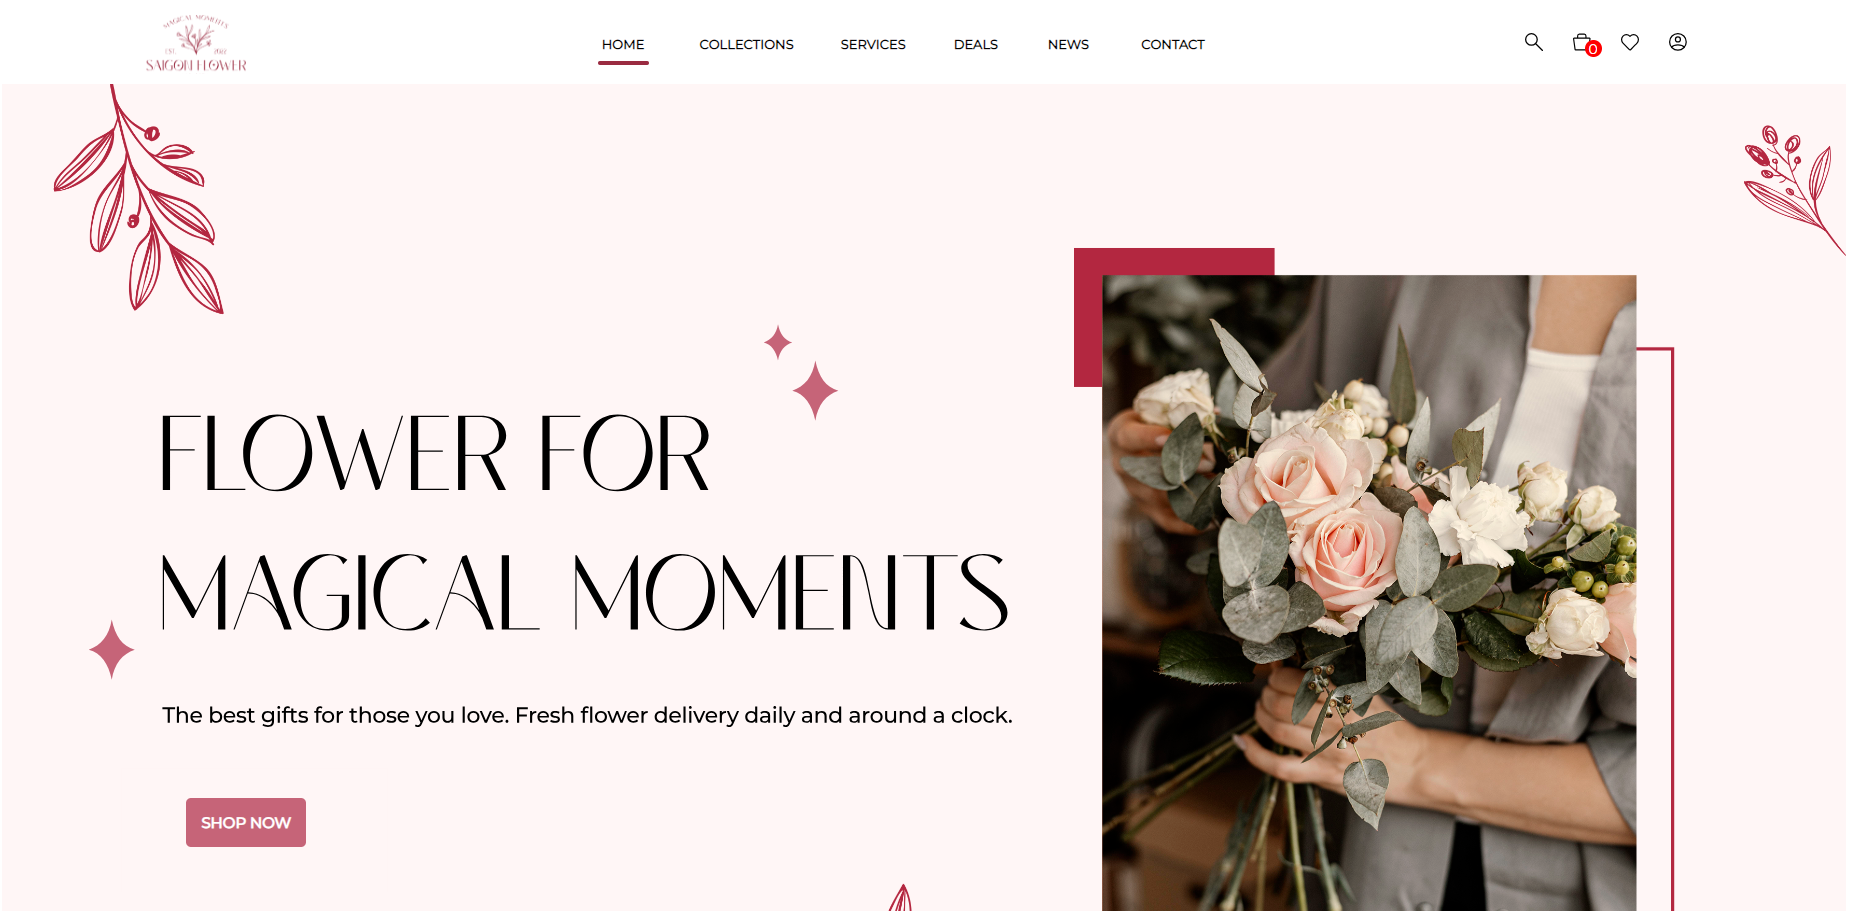 MAGICAL MOMENTS
EST. 2022
SAIGON FLOWER
HOME
COLLECTIONS
SERVICES
DEALS
NEWS
CONTACT
0
FLOWER FOR
MAGICAL MOMENTS
The best gifts for those you love. Fresh flower delivery daily and around a clock.
SHOP NOW